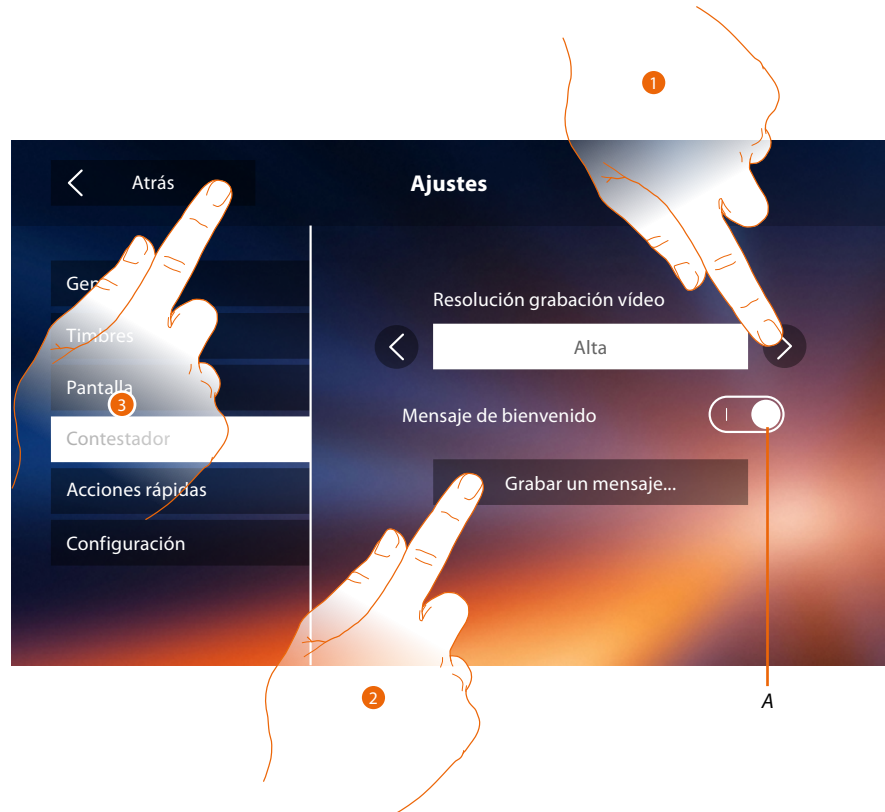 1
Atrás
Ajustes
General
Resolución grabación vídeo
Timbres
Alta
Pantalla
3
Mensaje de bienvenido
Contestador
Grabar un mensaje...
Acciones rápidas
Configuración
2
A